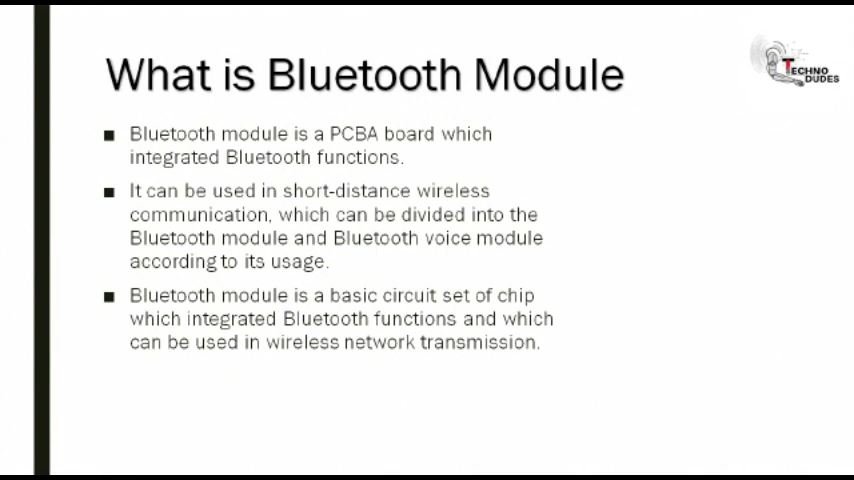 What is Bluetooth Module
TECHNO
DUDES
Bluetooth module is a PCBA board which
integrated Bluetooth functions.
It can be used in short-distance wireless
communication, which can be divided into the
Bluetooth module and Bluetooth voice module
according to its usage.
Bluetooth module is a basic circuit set of chip
which integrated Bluetooth functions and which
can be used in wireless network transmission.